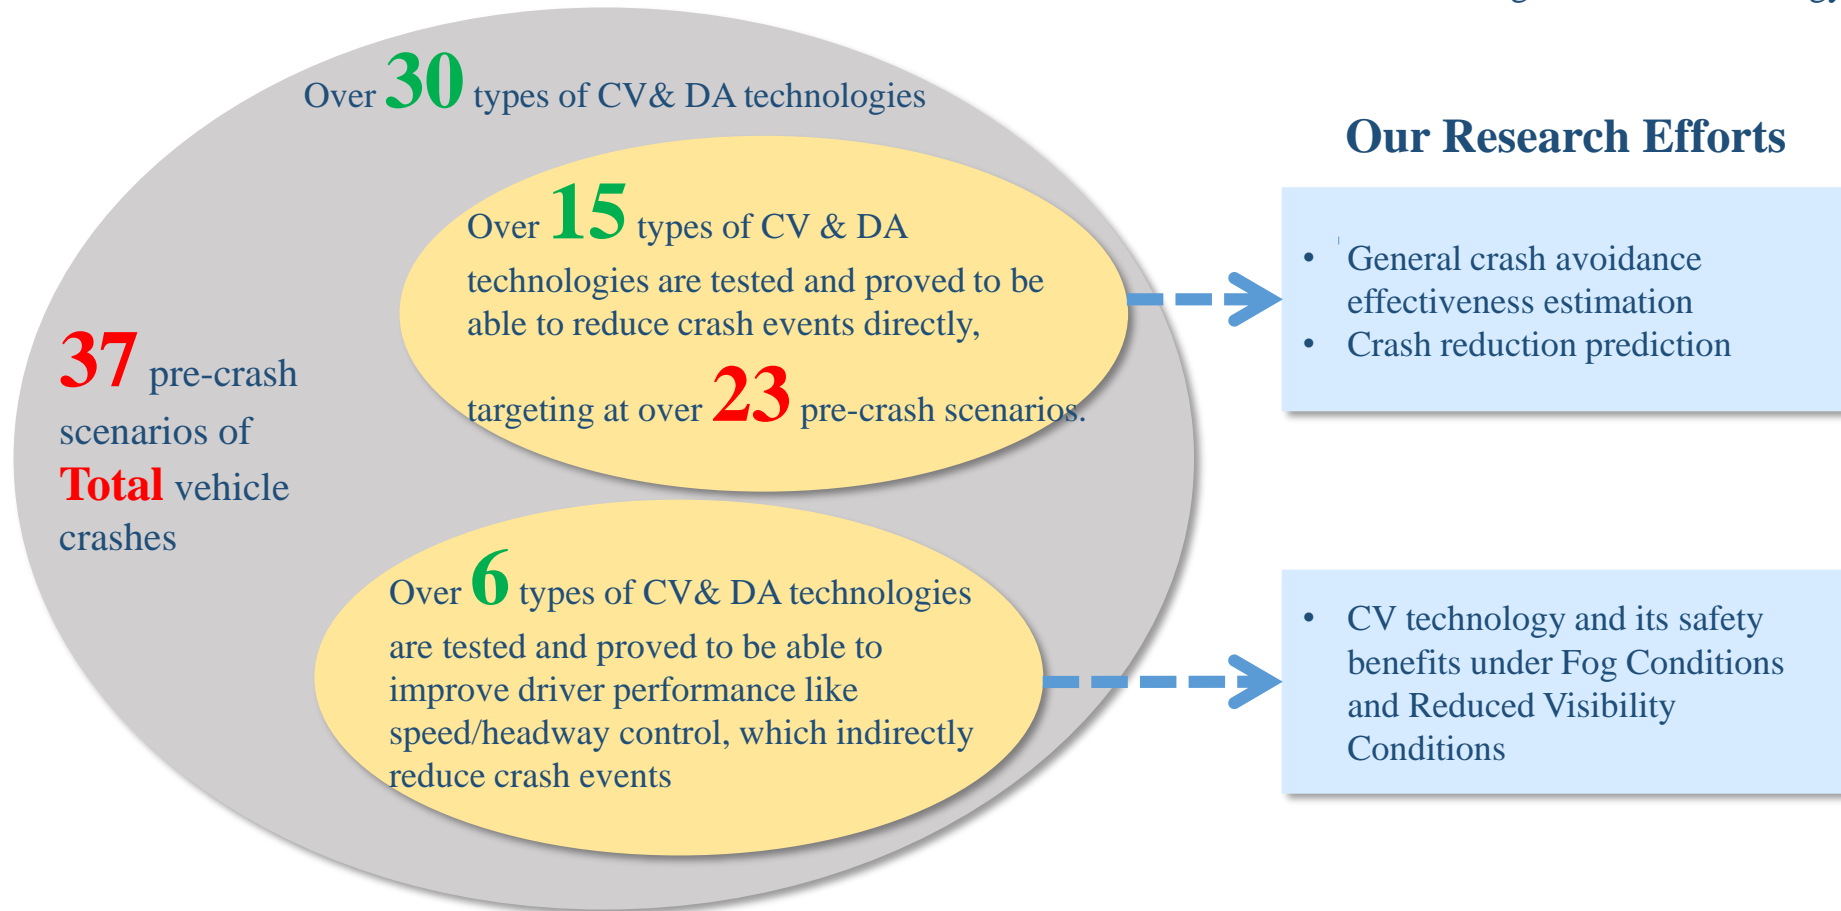 Over 30 types of CV& DA technologies
Over 15 types of CV & DA
technologies are tested and proved to be
able to reduce crash events directly,
targeting at over 23 pre-crash scenarios.
37 pre-crash
scenarios of
Total vehicle
crashes
Over 6 types of CV& DA technologies
are tested and proved to be able to
improve driver performance like
speed/headway control, which indirectly
reduce crash events
Our Research Efforts
• General crash avoidance
effectiveness estimation
• Crash reduction prediction
• CV technology and its safety
benefits under Fog Conditions
and Reduced Visibility
Conditions